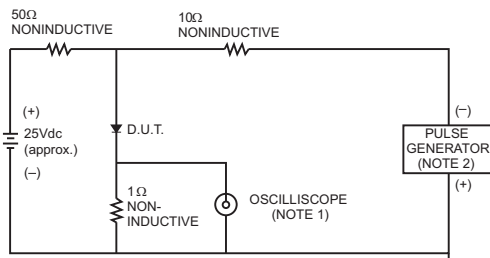 50Ω
NONINDUCTIVE
10Ω
NONINDUCTIVE
(+)
25Vdc
(approx.)
(–)
D.U.T.
1Ω
NON-
INDUCTIVE
OSCILLISCOPE
(NOTE 1)
(–)
PULSE
GENERATOR
(NOTE 2)
(+)